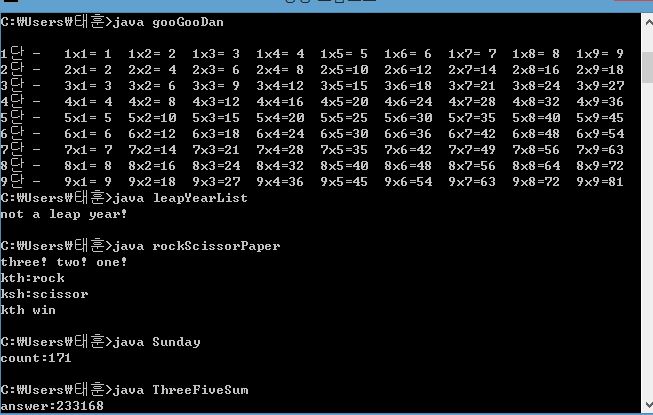 C:₩Users₩태훈>java gooGooDan
1단 -   1x1= 1  1x2= 2  1x3= 3  1x4= 4  1x5= 5  1x6= 6  1x7= 7  1x8= 8  1x9= 9
2단 -   2x1= 2  2x2= 4  2x3= 6  2x4= 8  2x5=10  2x6=12  2x7=14  2x8=16  2x9=18
3단 -   3x1= 3  3x2= 6  3x3= 9  3x4=12  3x5=15  3x6=18  3x7=21  3x8=24  3x9=27
4단 -   4x1= 4  4x2= 8  4x3=12  4x4=16  4x5=20  4x6=24  4x7=28  4x8=32  4x9=36
5단 -   5x1= 5  5x2=10  5x3=15  5x4=20  5x5=25  5x6=30  5x7=35  5x8=40  5x9=45
6단 -   6x1= 6  6x2=12  6x3=18  6x4=24  6x5=30  6x6=36  6x7=42  6x8=48  6x9=54
7단 -   7x1= 7  7x2=14  7x3=21  7x4=28  7x5=35  7x6=42  7x7=49  7x8=56  7x9=63
8단 -   8x1= 8  8x2=16  8x3=24  8x4=32  8x5=40  8x6=48  8x7=56  8x8=64  8x9=72
9단 -   9x1= 9  9x2=18  9x3=27  9x4=36  9x5=45  9x6=54  9x7=63  9x8=72  9x9=81
C:₩Users₩태훈>java leapYearList
not a leap year!
C:₩Users₩태훈>java rockScissorPaper
three! two! one!
kth:rock
ksh:scissor
kth win
C:₩Users₩태훈>java Sunday
count:171
C:₩Users₩태훈>java ThreeFiveSum
answer:233168